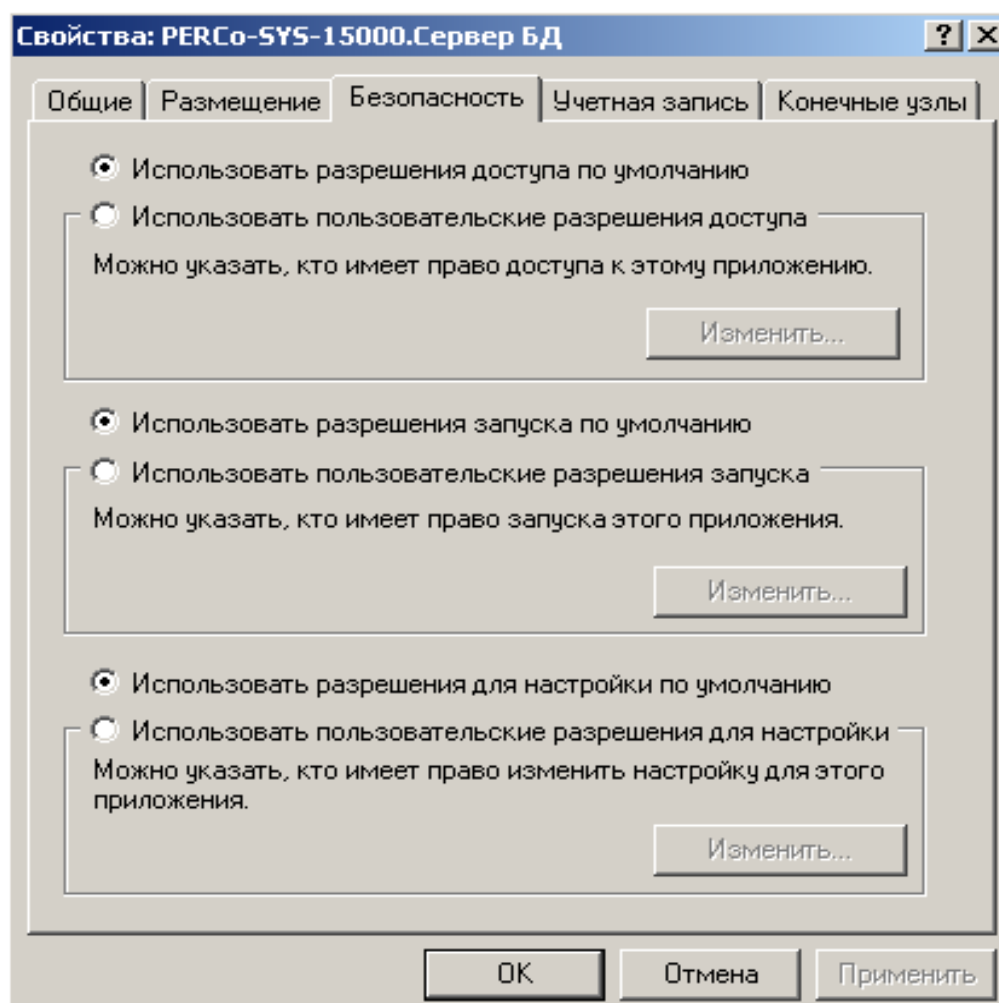 Свойства: PERCo-SYS-15000.Сервер БД
Общие Размещение Безопасность Учетная запись Конечные узлы
Использовать разрешения доступа по умолчанию
Использовать пользовательские разрешения доступа
Можно указать, кто имеет право доступа к этому приложению.
Изменить...
Использовать разрешения запуска по умолчанию
Использовать пользовательские разрешения запуска
Можно указать, кто имеет право запуска этого приложения.
Изменить...
Использовать разрешения для настройки по умолчанию
Использовать пользовательские разрешения для настройки
Можно указать, кто имеет право изменить настройку для этого
приложения.
Изменить...
OK Отмена Применить